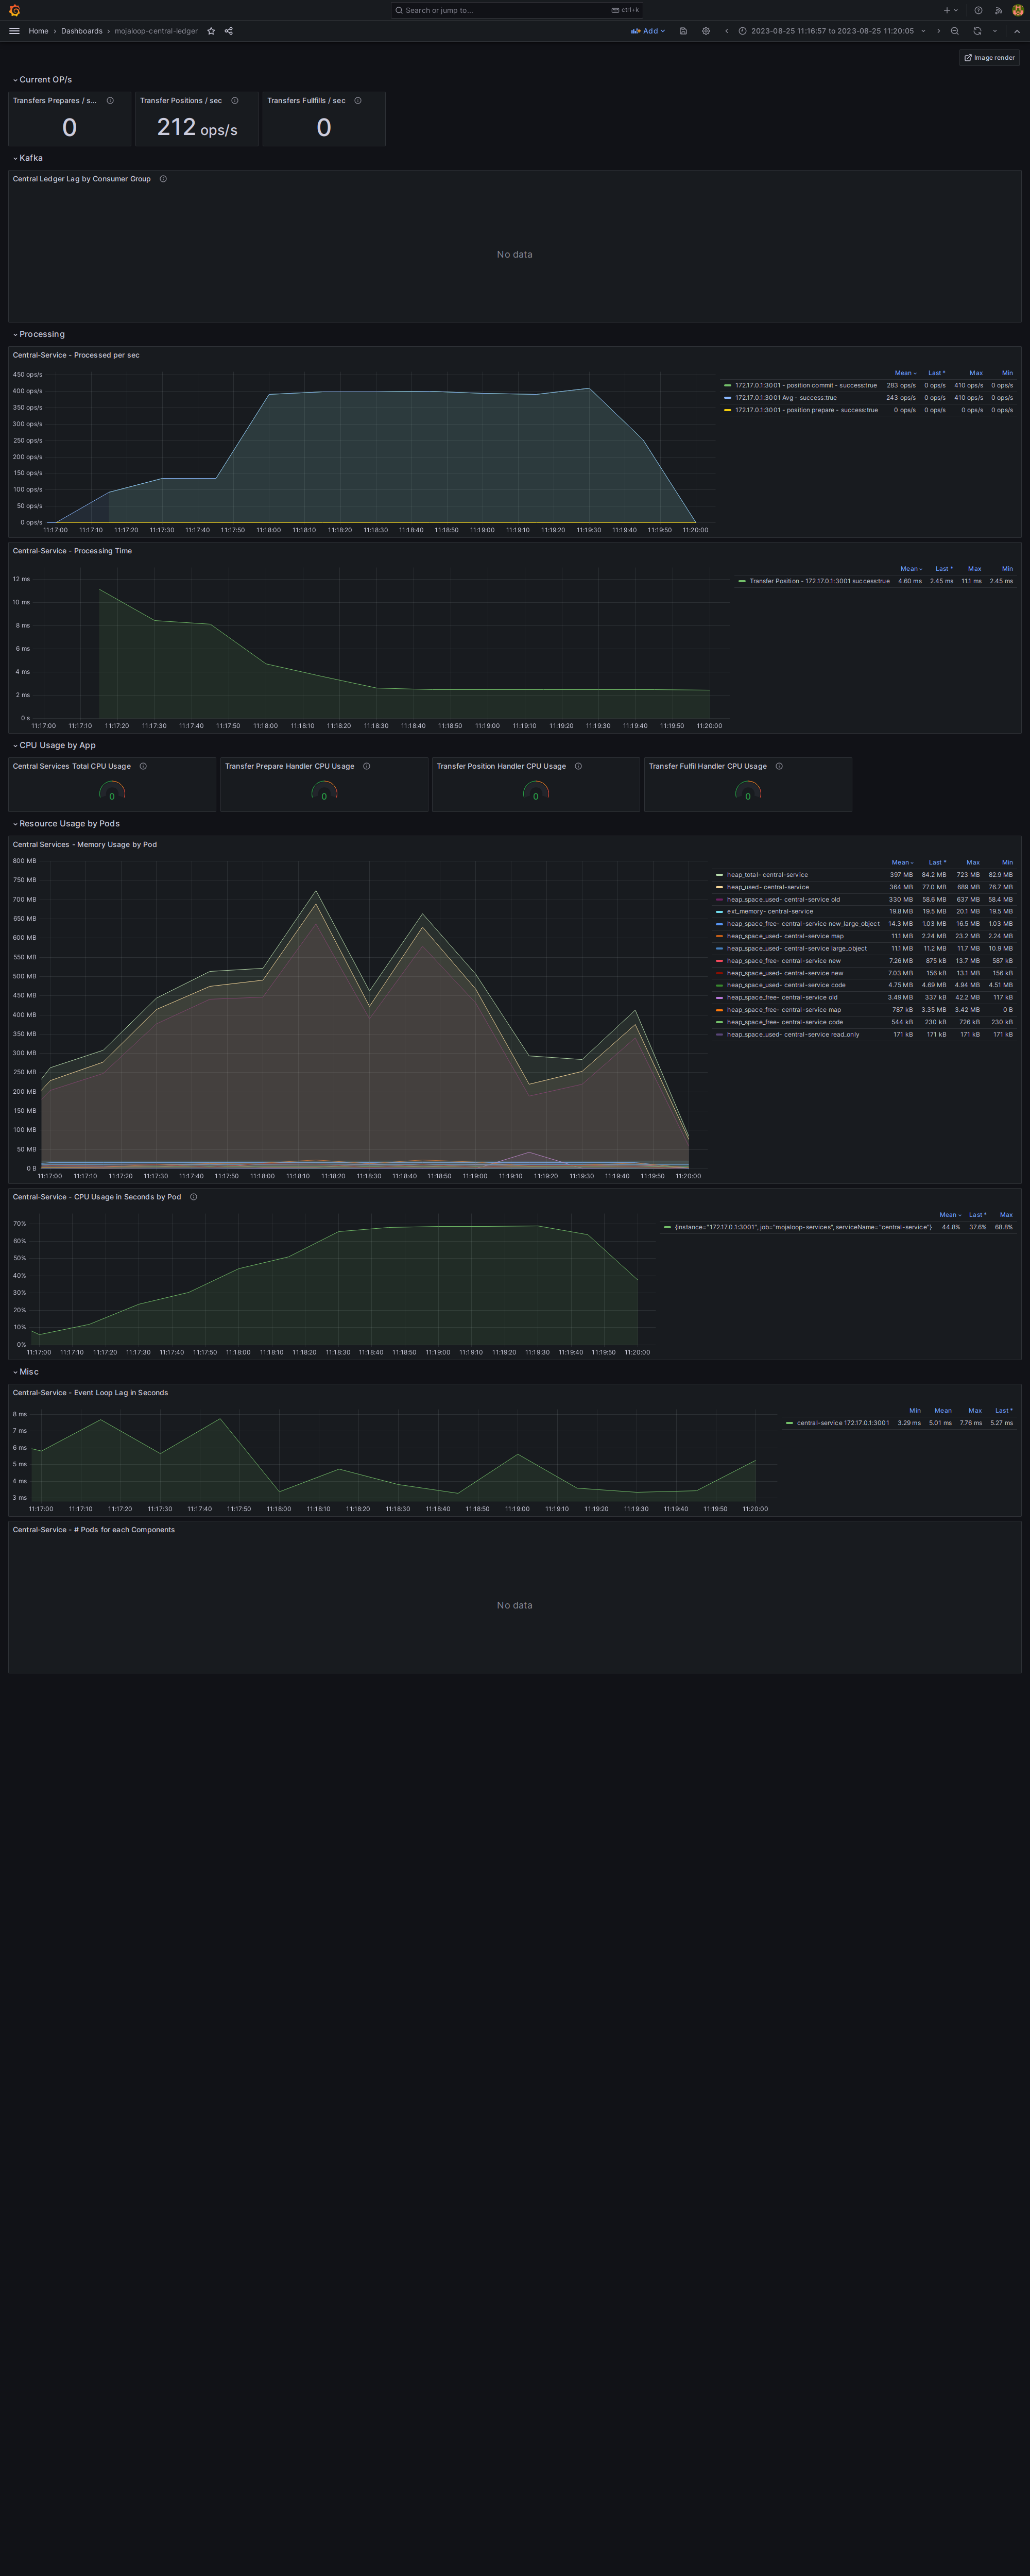 Search or jump to...
ctrl+k
Home › Dashboards › mojaloop-central-ledger
Add
2023-08-25 11:16:57 to 2023-08-25 11:20:05
Image render
Current OP/s
Transfers Prepares / s...
0
Transfer Positions / sec
212 ops/s
Transfers Fullfills / sec
0
Kafka
Central Ledger Lag by Consumer Group
No data
Processing
Central-Service - Processed per sec
450 ops/s
400 ops/s
350 ops/s
300 ops/s
250 ops/s
200 ops/s
150 ops/s
100 ops/s
50 ops/s
0 ops/s
11:17:00 11:17:10 11:17:20 11:17:30 11:17:40 11:17:50 11:18:00 11:18:10 11:18:20 11:18:30 11:18:40 11:18:50 11:19:00 11:19:10 11:19:20 11:19:30 11:19:40 11:19:50 11:20:00
Mean Last * Max Min
172.17.0.1:3001 - position commit - success:true 283 ops/s 0 ops/s 410 ops/s 0 ops/s
172.17.0.1:3001 Avg - success:true 243 ops/s 0 ops/s 410 ops/s 0 ops/s
172.17.0.1:3001 - position prepare - success:true 0 ops/s 0 ops/s 0 ops/s 0 ops/s
Central-Service - Processing Time
12 ms
10 ms
8 ms
6 ms
4 ms
2 ms
0 s
11:17:00 11:17:10 11:17:20 11:17:30 11:17:40 11:17:50 11:18:00 11:18:10 11:18:20 11:18:30 11:18:40 11:18:50 11:19:00 11:19:10 11:19:20 11:19:30 11:19:40 11:19:50 11:20:00
Mean Last * Max Min
Transfer Position - 172.17.0.1:3001 success:true 4.60 ms 2.45 ms 11.1 ms 2.45 ms
CPU Usage by App
Central Services Total CPU Usage
0
Transfer Prepare Handler CPU Usage
0
Transfer Position Handler CPU Usage
0
Transfer Fulfil Handler CPU Usage
0
Resource Usage by Pods
Central Services - Memory Usage by Pod
800 MB
750 MB
700 MB
650 MB
600 MB
550 MB
500 MB
450 MB
400 MB
350 MB
300 MB
250 MB
200 MB
150 MB
100 MB
50 MB
0 B
11:17:00 11:17:10 11:17:20 11:17:30 11:17:40 11:17:50 11:18:00 11:18:10 11:18:20 11:18:30 11:18:40 11:18:50 11:19:00 11:19:10 11:19:20 11:19:30 11:19:40 11:19:50 11:20:00
Mean Last * Max Min
heap_total- central-service 397 MB 84.2 MB 723 MB 82.9 MB
heap_used- central-service 364 MB 77.0 MB 689 MB 76.7 MB
heap_space_used- central-service old 330 MB 58.6 MB 637 MB 58.4 MB
ext_memory- central-service 19.8 MB 19.5 MB 20.1 MB 19.5 MB
heap_space_free- central-service new_large_object 14.3 MB 1.03 MB 16.5 MB 1.03 MB
heap_space_used- central-service map 11.1 MB 2.24 MB 23.2 MB 2.24 MB
heap_space_used- central-service large_object 11.1 MB 11.2 MB 11.7 MB 10.9 MB
heap_space_free- central-service new 7.26 MB 875 kB 13.7 MB 587 kB
heap_space_used- central-service new 7.03 MB 156 kB 13.1 MB 156 kB
heap_space_used- central-service code 4.75 MB 4.69 MB 4.94 MB 4.51 MB
heap_space_free- central-service old 3.49 MB 337 kB 42.2 MB 117 kB
heap_space_free- central-service map 787 kB 3.35 MB 3.42 MB 0 B
heap_space_free- central-service code 544 kB 230 kB 726 kB 230 kB
heap_space_used- central-service read_only 171 kB 171 kB 171 kB 171 kB
Central-Service - CPU Usage in Seconds by Pod
70%
60%
50%
40%
30%
20%
10%
0%
11:17:00 11:17:10 11:17:20 11:17:30 11:17:40 11:17:50 11:18:00 11:18:10 11:18:20 11:18:30 11:18:40 11:18:50 11:19:00 11:19:10 11:19:20 11:19:30 11:19:40 11:19:50 11:20:00
Mean Last * Max
{instance="172.17.0.1:3001", job="mojaloop-services", serviceName="central-service"} 44.8% 37.6% 68.8%
Misc
Central-Service - Event Loop Lag in Seconds
8 ms
7 ms
6 ms
5 ms
4 ms
3 ms
11:17:00 11:17:10 11:17:20 11:17:30 11:17:40 11:17:50 11:18:00 11:18:10 11:18:20 11:18:30 11:18:40 11:18:50 11:19:00 11:19:10 11:19:20 11:19:30 11:19:40 11:19:50 11:20:00
Min Mean Max Last *
central-service 172.17.0.1:3001 3.29 ms 5.01 ms 7.76 ms 5.27 ms
Central-Service - # Pods for each Components
No data